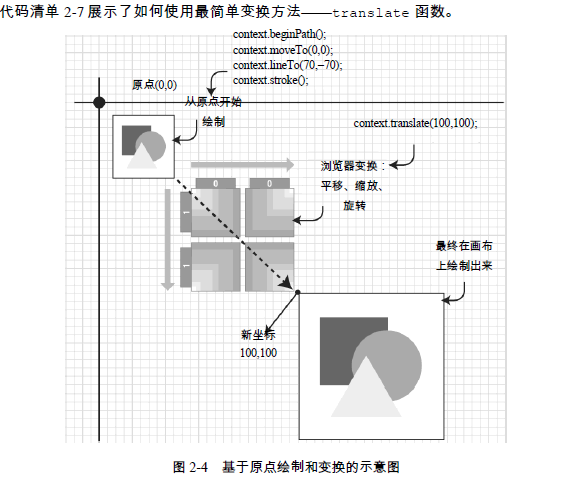 代码清单 2-7 展示了如何使用最简单变换方法——translate 函数。
context.beginPath();
context.moveTo(0,0);
context.lineTo(70,–70);
context.stroke();
原点(0,0)
从原点开始
绘制
context.translate(100,100);
浏览器变换：
平移、缩放、
旋转
0 0
1
1
最终在画布
上绘制出来
新坐标
100,100
图 2-4 基于原点绘制和变换的示意图